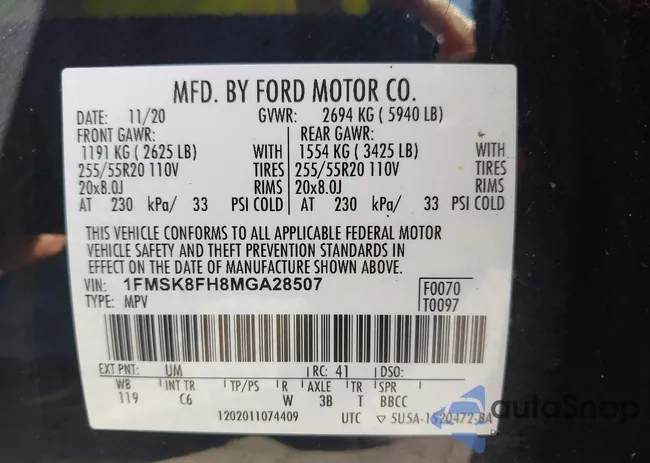 MFD. BY FORD MOTOR CO.
DATE: 11/20 GVWR: 2694 KG ( 5940 LB)
FRONT GAWR: REAR GAWR:
1191 KG ( 2625 LB) WITH 1554 KG ( 3425 LB) WITH
255/55R20 110V TIRES 255/55R20 110V TIRES
20x8.0J RIMS 20x8.0J RIMS
AT 230 kPa/ 33 PSI COLD AT 230 kPa/ 33 PSI COLD
THIS VEHICLE CONFORMS TO ALL APPLICABLE FEDERAL MOTOR
VEHICLE SAFETY AND THEFT PREVENTION STANDARDS IN
EFFECT ON THE DATE OF MANUFACTURE SHOWN ABOVE.
VIN: 1FMSK8FH8MGA28507 F0070
TYPE: MPV T0097
EXT PNT: UM RC: 41 DSO:
WB INT TR TP/PS R AXLE TR SPR
119 C6 W 3B T BBCC
1202011074409 UTC ▽ 5U5A-1520472-BA
autoSnap